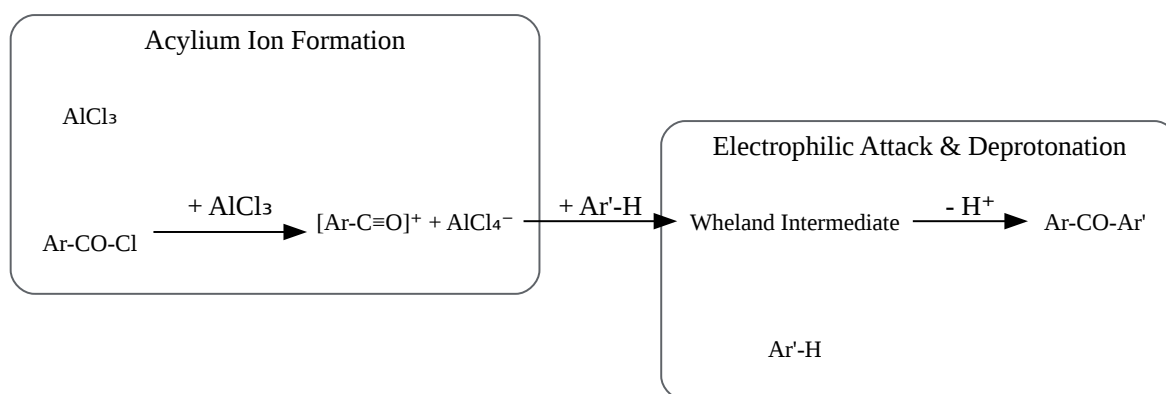 Acylium Ion Formation
AlCl₃
+ AlCl₃
Ar-CO-Cl
[Ar-C≡O]⁺ + AlCl₄⁻
+ Ar'-H
Electrophilic Attack & Deprotonation
Wheland Intermediate
- H⁺
Ar-CO-Ar'
Ar'-H